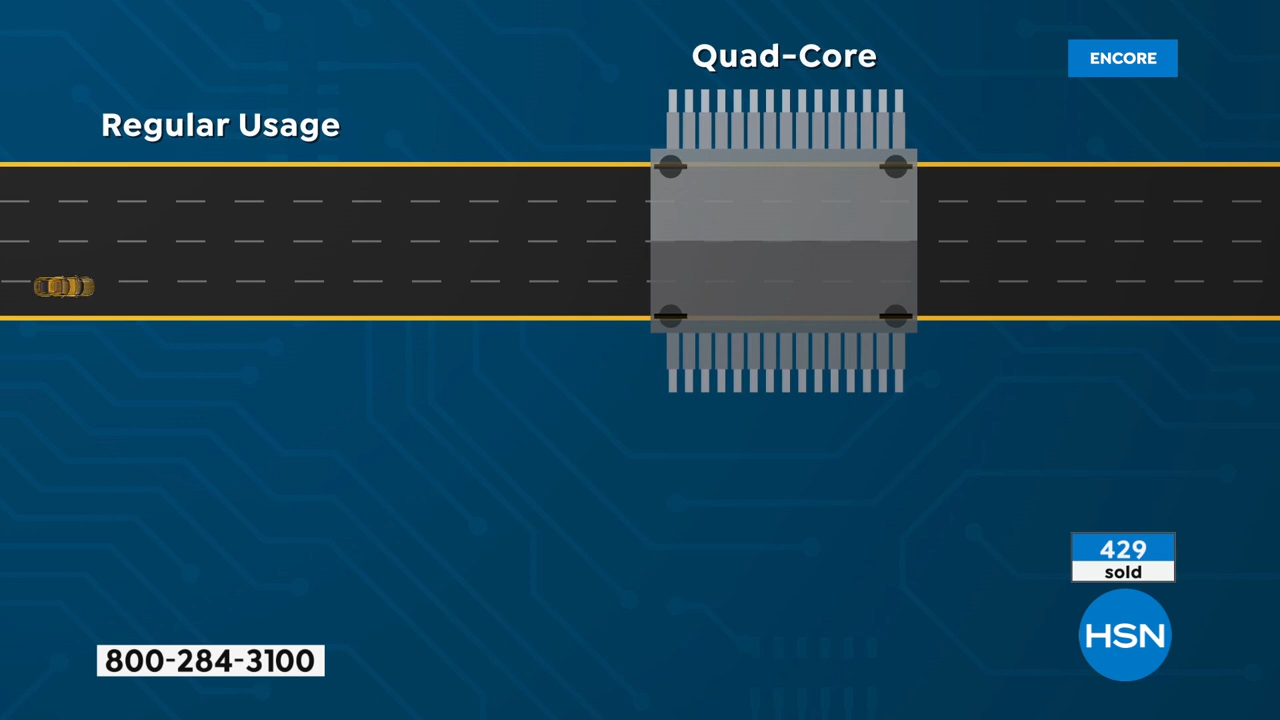 Quad-Core
ENCORE
Regular Usage
429
sold
HSN
800-284-3100